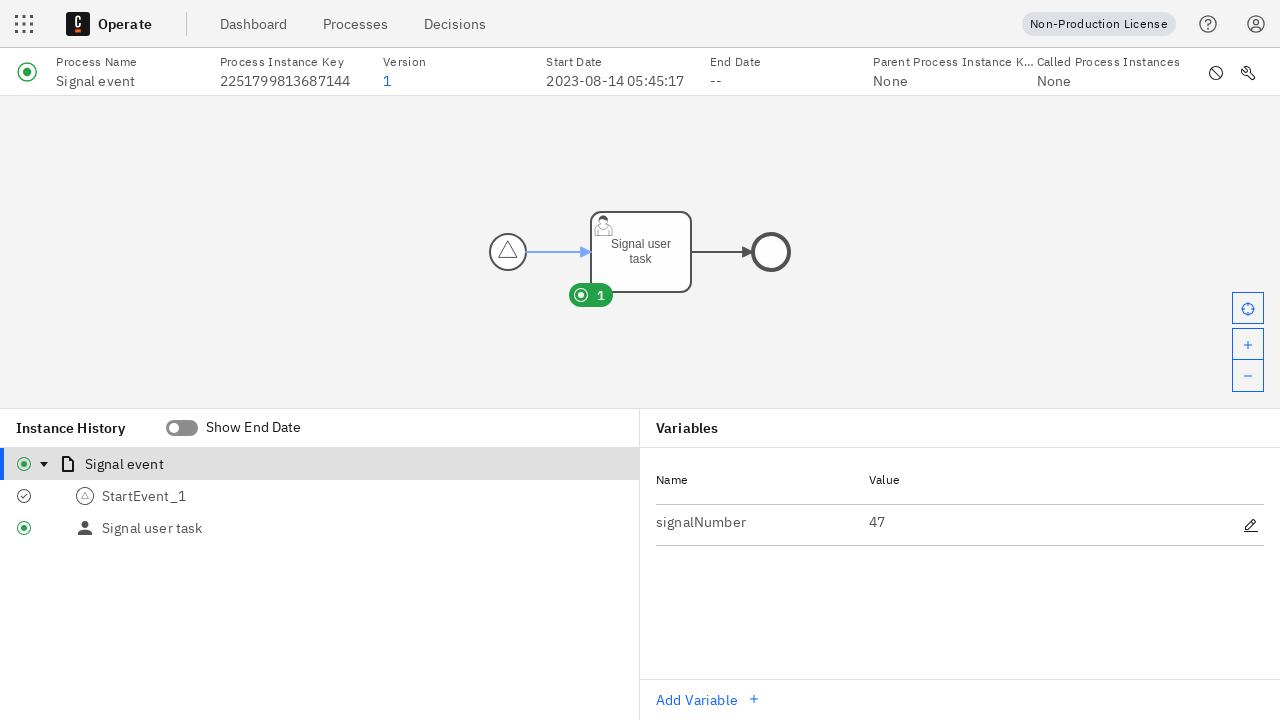 Operate
Dashboard
Processes
Decisions
Non-Production License
Process Name
Process Instance Key
Version
Start Date
End Date
Parent Process Instance K...
Called Process Instances
Signal event
2251799813687144
1
2023-08-14 05:45:17
--
None
None
Signal user
task
1
Instance History
Show End Date
Variables
Signal event
StartEvent_1
Signal user task
Name
Value
signalNumber
47
Add Variable +